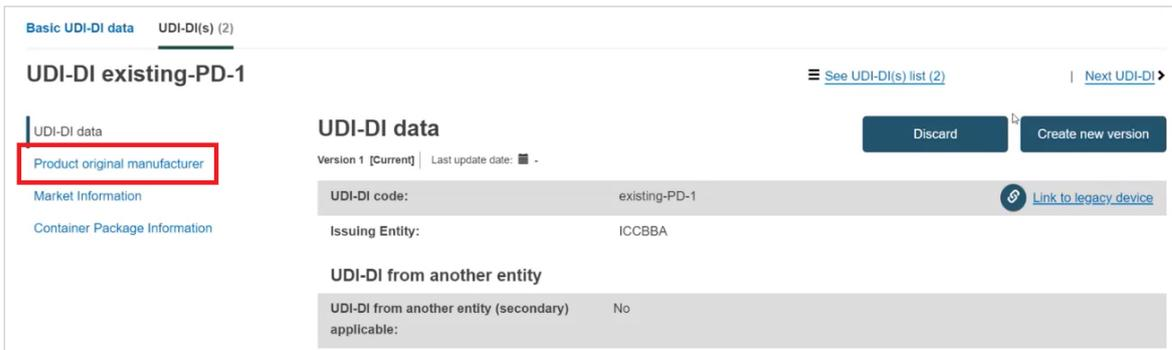 Basic UDI-DI data UDI-DI(s) (2)
UDI-DI existing-PD-1
See UDI-DI(s) list (2) | Next UDI-DI
UDI-DI data
Product original manufacturer
Market Information
Container Package Information
UDI-DI data
Discard
Create new version
Version 1 [Current] Last update date: -
UDI-DI code: existing-PD-1 Link to legacy device
Issuing Entity: ICCBBA
UDI-DI from another entity
UDI-DI from another entity (secondary) No
applicable: